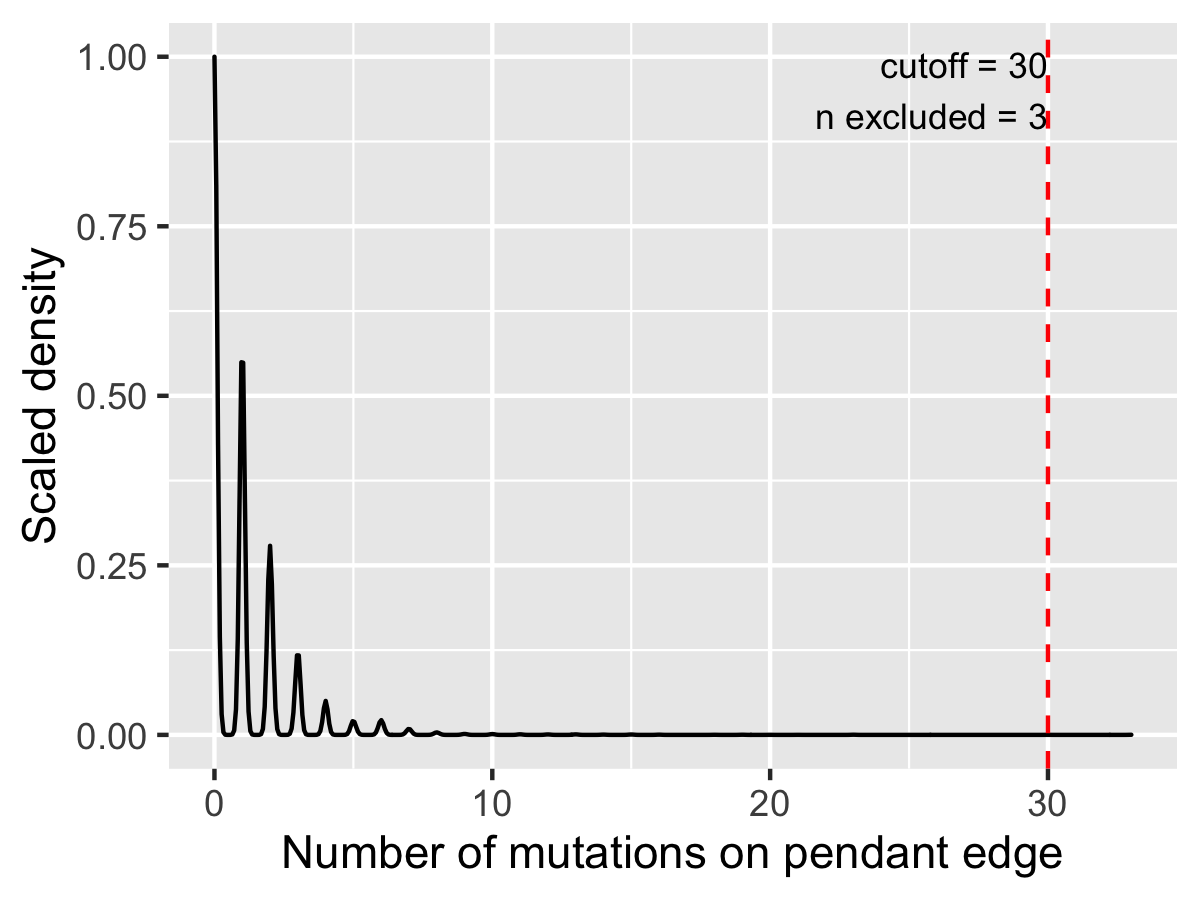 1.00
0.75
0.50
0.25
0.00
Scaled density
cutoff = 30
n excluded = 3
0 10 20 30
Number of mutations on pendant edge